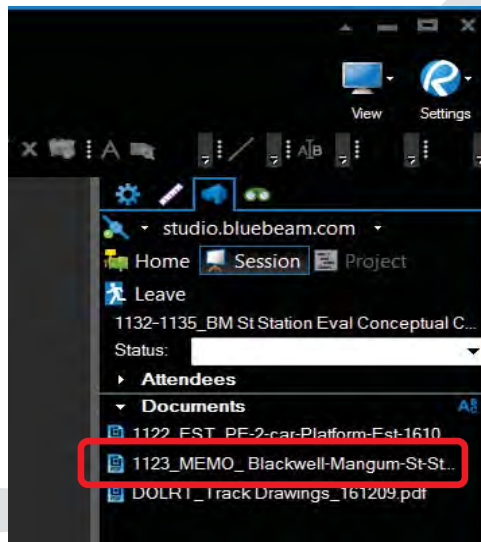 View Settings
A A|B
studio.bluebeam.com
Home Session Project
Leave
1132-1135_BM St Station Eval Conceptual C...
Status:
Attendees
Documents
1122_EST_PE-2-car-Platform-Est-1610...
1123_MEMO_ Blackwell-Mangum-St-St...
DOLRT_Track Drawings_161209.pdf